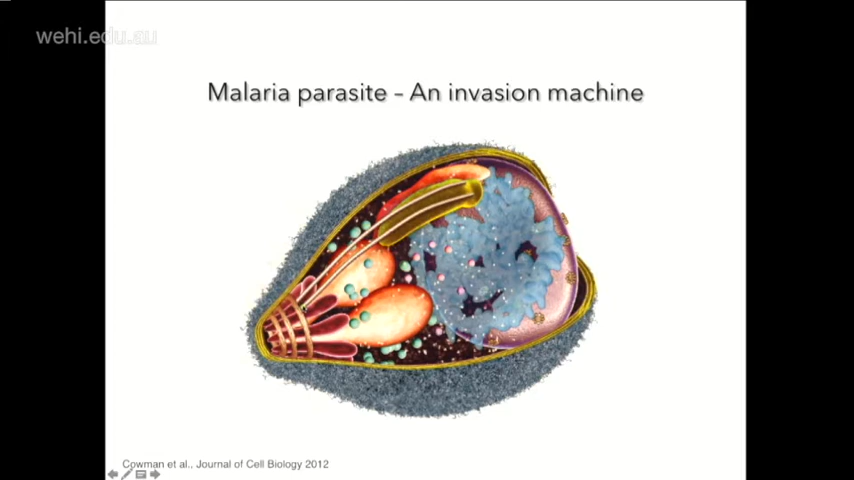 wehi.edu.au
Malaria parasite – An invasion machine
Cowman et al., Journal of Cell Biology 2012